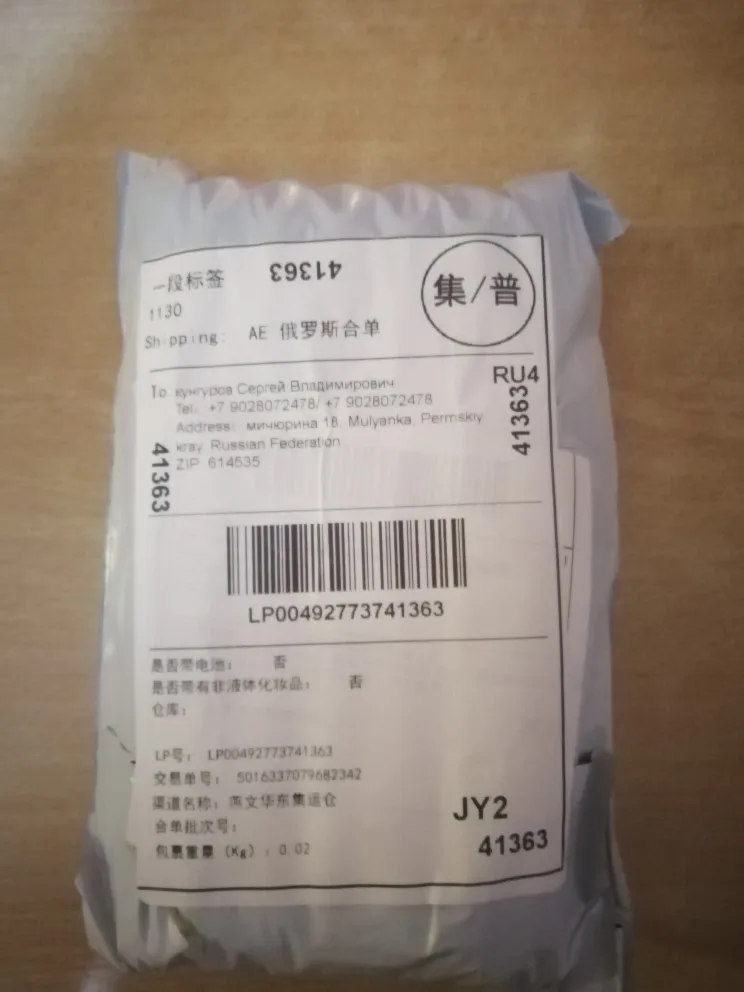 一段标签
41363
集/普
1130
Shipping: AE 俄罗斯合单
To кунгуров Сергей Владимирович
RU4
Tel: +7 9028072478/ +7 9028072478
Address: мичюрина 18, Mulyanka, Permskiy
kray, Russian Federation
ZIP 614535
41363
41363
LP00492773741363
是否带电池: 否
是否带有非液体化妆品: 否
仓库:
LP号: LP00492773741363
交易单号: 5016337079682342
渠道名称: 燕文华东集运仓
合单批次号:
包裹重量 (Kg) : 0.02
JY2
41363